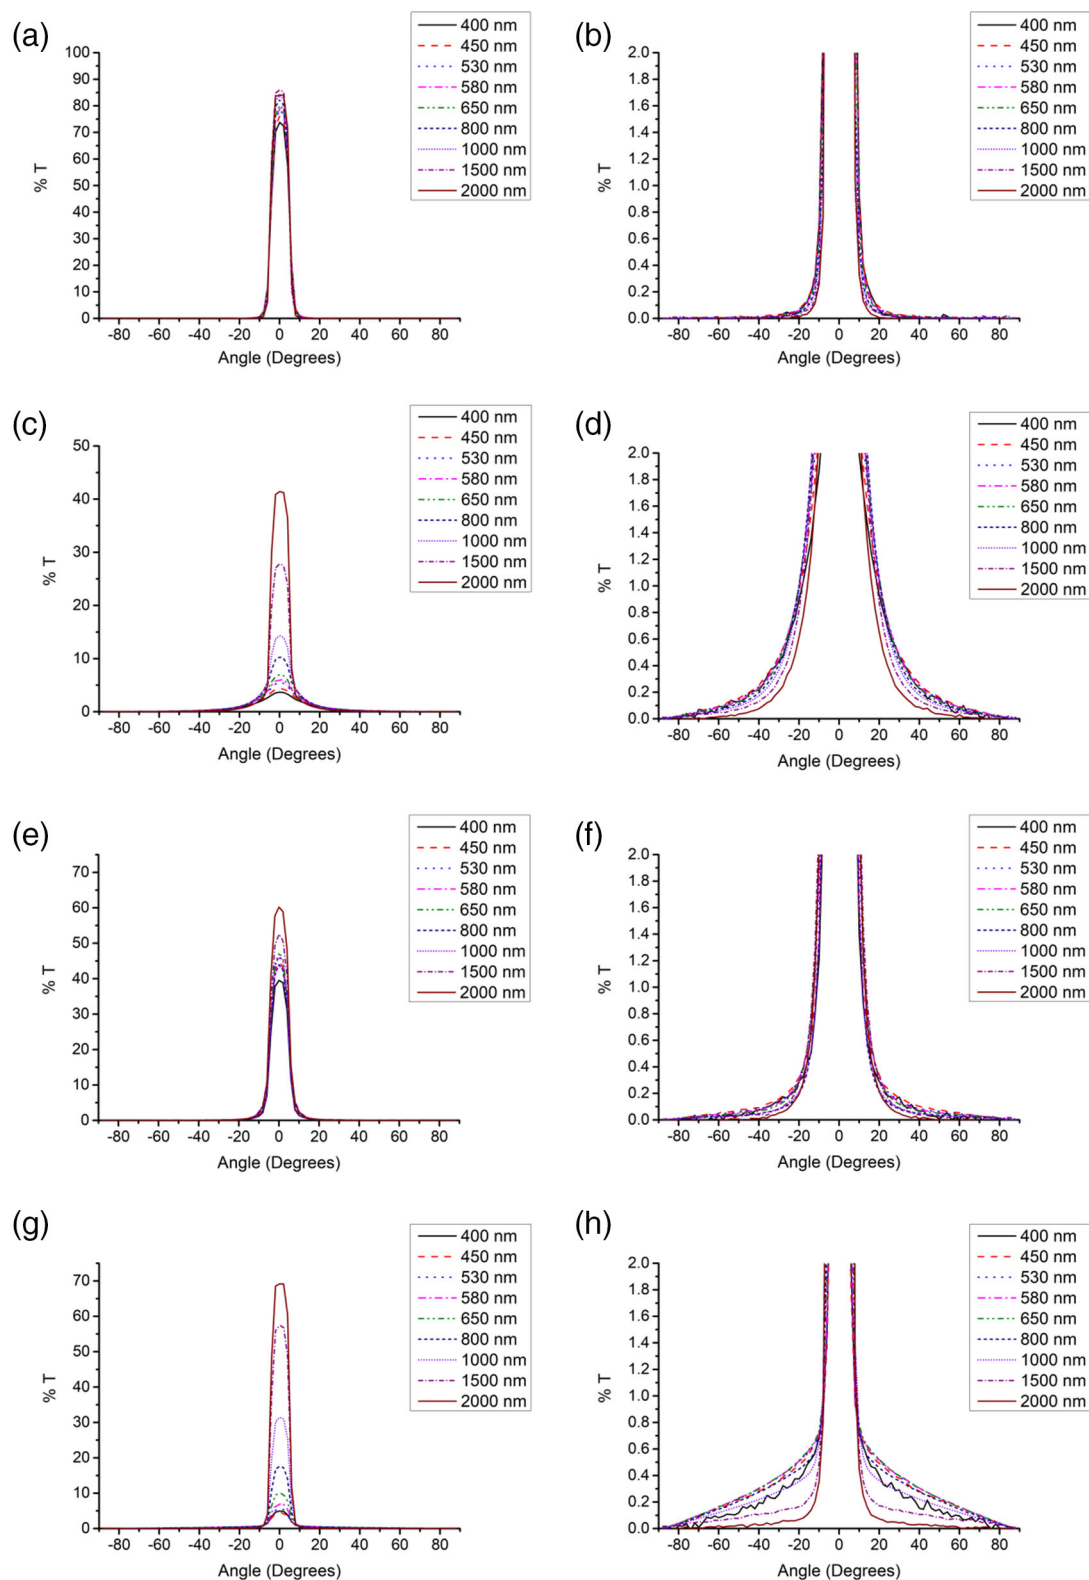 (a)
400 nm
450 nm
530 nm
580 nm
650 nm
800 nm
1000 nm
1500 nm
2000 nm
100
90
80
70
60
50
40
30
20
10
0
% T
-80 -60 -40 -20 0 20 40 60 80
Angle (Degrees)
(b)
400 nm
450 nm
530 nm
580 nm
650 nm
800 nm
1000 nm
1500 nm
2000 nm
2.0
1.8
1.6
1.4
1.2
1.0
0.8
0.6
0.4
0.2
0.0
% T
-80 -60 -40 -20 0 20 40 60 80
Angle (Degrees)
(c)
400 nm
450 nm
530 nm
580 nm
650 nm
800 nm
1000 nm
1500 nm
2000 nm
50
40
30
20
10
0
% T
-80 -60 -40 -20 0 20 40 60 80
Angle (Degrees)
(d)
400 nm
450 nm
530 nm
580 nm
650 nm
800 nm
1000 nm
1500 nm
2000 nm
2.0
1.8
1.6
1.4
1.2
1.0
0.8
0.6
0.4
0.2
0.0
% T
-80 -60 -40 -20 0 20 40 60 80
Angle (Degrees)
(e)
400 nm
450 nm
530 nm
580 nm
650 nm
800 nm
1000 nm
1500 nm
2000 nm
70
60
50
40
30
20
10
0
% T
-80 -60 -40 -20 0 20 40 60 80
Angle (Degrees)
(f)
400 nm
450 nm
530 nm
580 nm
650 nm
800 nm
1000 nm
1500 nm
2000 nm
2.0
1.8
1.6
1.4
1.2
1.0
0.8
0.6
0.4
0.2
0.0
% T
-80 -60 -40 -20 0 20 40 60 80
Angle (Degrees)
(g)
400 nm
450 nm
530 nm
580 nm
650 nm
800 nm
1000 nm
1500 nm
2000 nm
70
60
50
40
30
20
10
0
% T
-80 -60 -40 -20 0 20 40 60 80
Angle (Degrees)
(h)
400 nm
450 nm
530 nm
580 nm
650 nm
800 nm
1000 nm
1500 nm
2000 nm
2.0
1.8
1.6
1.4
1.2
1.0
0.8
0.6
0.4
0.2
0.0
% T
-80 -60 -40 -20 0 20 40 60 80
Angle (Degrees)